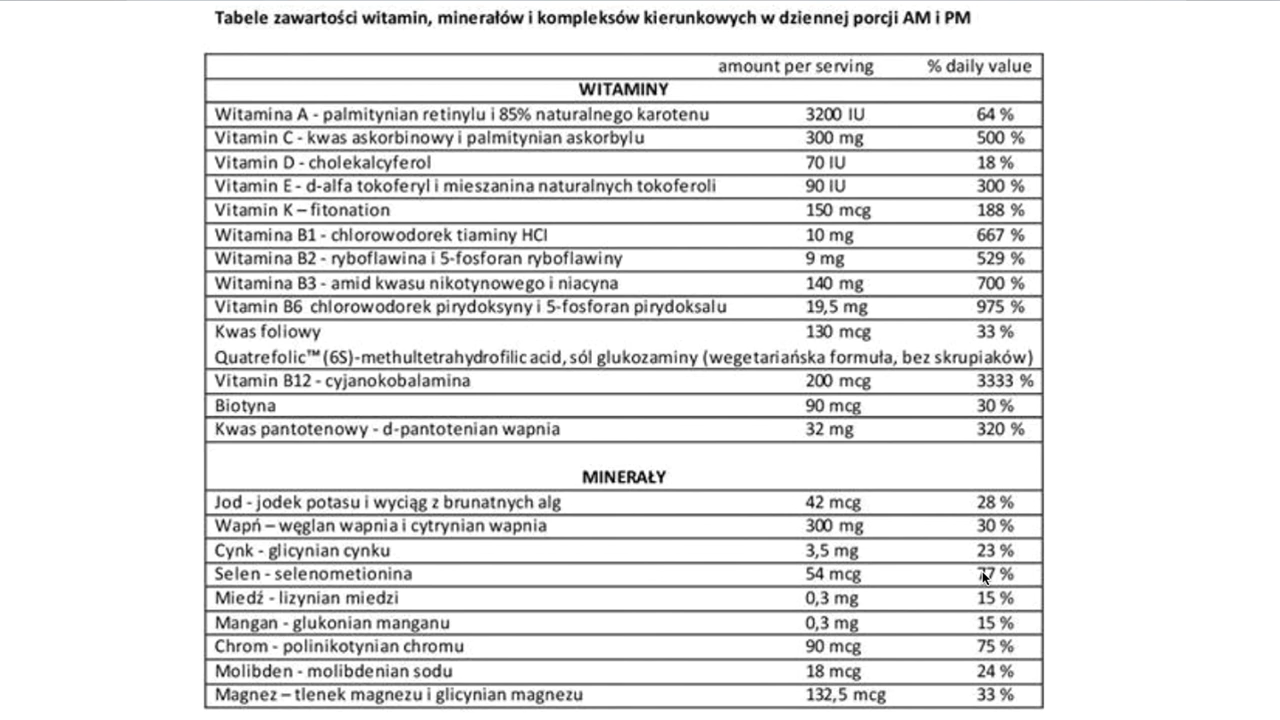 Tabele zawartości witamin, minerałów i kompleksów kierunkowych w dziennej porcji AM i PM
amount per serving % daily value
WITAMINY
Witamina A - palmitynian retinylu i 85% naturalnego karotenu 3200 IU 64 %
Vitamin C - kwas askorbinowy i palmitynian askorbylu 300 mg 500 %
Vitamin D - cholekalcyferol 70 IU 18 %
Vitamin E - d-alfa tokoferyl i mieszanina naturalnych tokoferoli 90 IU 300 %
Vitamin K – fitonation 150 mcg 188 %
Witamina B1 - chlorowodorek tiaminy HCl 10 mg 667 %
Witamina B2 - ryboflawina i 5-fosforan ryboflawiny 9 mg 529 %
Witamina B3 - amid kwasu nikotynowego i niacyna 140 mg 700 %
Vitamin B6 chlorowodorek pirydoksyny i 5-fosforan pirydoksalu 19,5 mg 975 %
Kwas foliowy 130 mcg 33 %
Quatrefolic™ (6S)-methultetrahydrofilic acid, sól glukozaminy (wegetariańska formuła, bez skrupiaków)
Vitamin B12 - cyjanokobalamina 200 mcg 3333 %
Biotyna 90 mcg 30 %
Kwas pantotenowy - d-pantotenian wapnia 32 mg 320 %
MINERAŁY
Jod - jodek potasu i wyciąg z brunatnych alg 42 mcg 28 %
Wapń – węglan wapnia i cytrynian wapnia 300 mg 30 %
Cynk - glicynian cynku 3,5 mg 23 %
Selen - selenometionina 54 mcg 77 %
Miedź - lizynian miedzi 0,3 mg 15 %
Mangan - glukonian manganu 0,3 mg 15 %
Chrom - polinikotynian chromu 90 mcg 75 %
Molibden - molibdenian sodu 18 mcg 24 %
Magnez – tlenek magnezu i glicynian magnezu 132,5 mcg 33 %